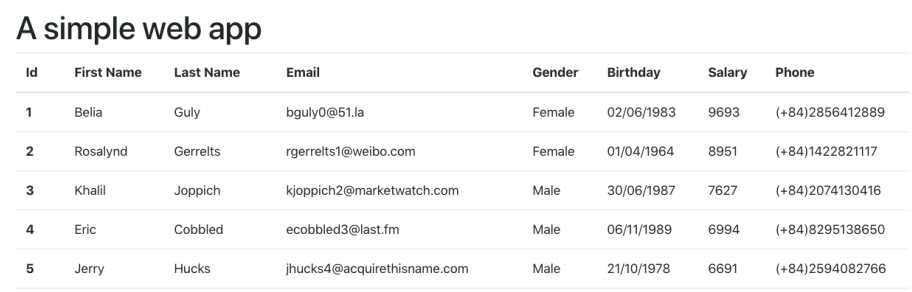 A simple web app
Id First Name Last Name Email Gender Birthday Salary Phone
1 Belia Guly bguly0@51.la Female 02/06/1983 9693 (+84)2856412889
2 Rosalynd Gerrelts rgerrelts1@weibo.com Female 01/04/1964 8951 (+84)1422821117
3 Khalil Joppich kjoppich2@marketwatch.com Male 30/06/1987 7627 (+84)2074130416
4 Eric Cobbled ecobbled3@last.fm Male 06/11/1989 6994 (+84)8295138650
5 Jerry Hucks jhucks4@acquirethisname.com Male 21/10/1978 6691 (+84)2594082766